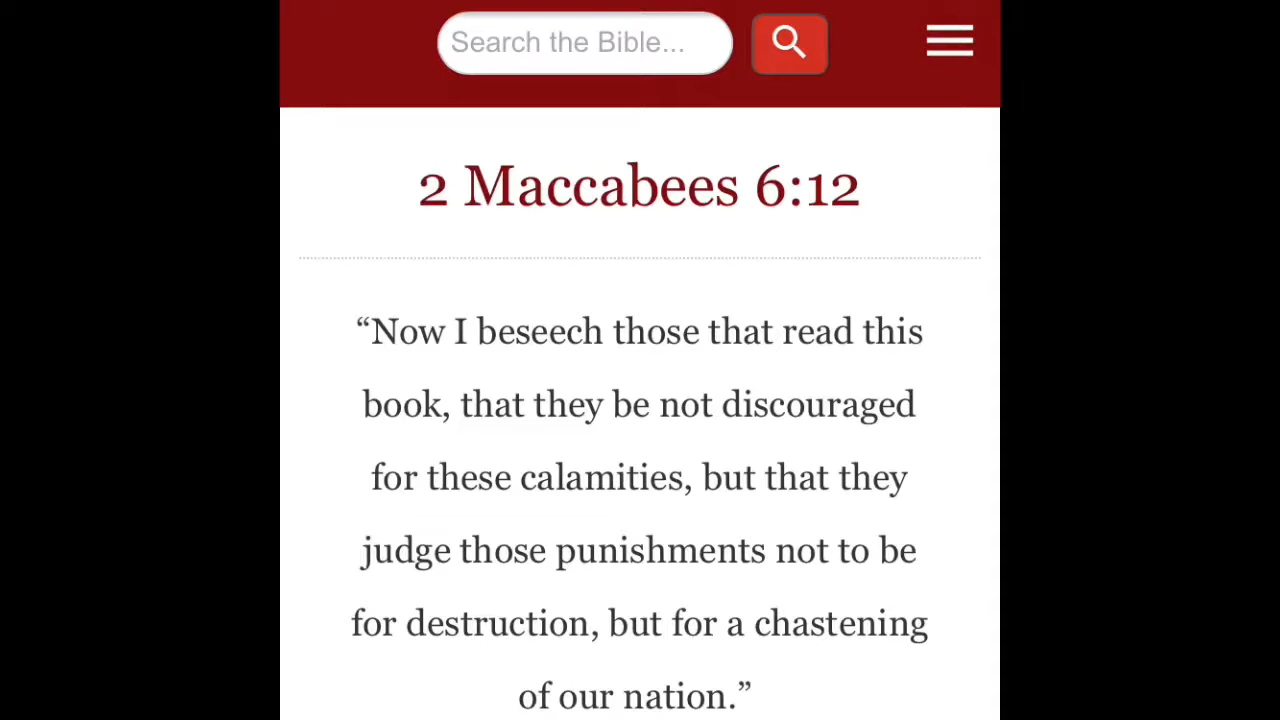 Search the Bible...
2 Maccabees 6:12
“Now I beseech those that read this
book, that they be not discouraged
for these calamities, but that they
judge those punishments not to be
for destruction, but for a chastening
of our nation.”